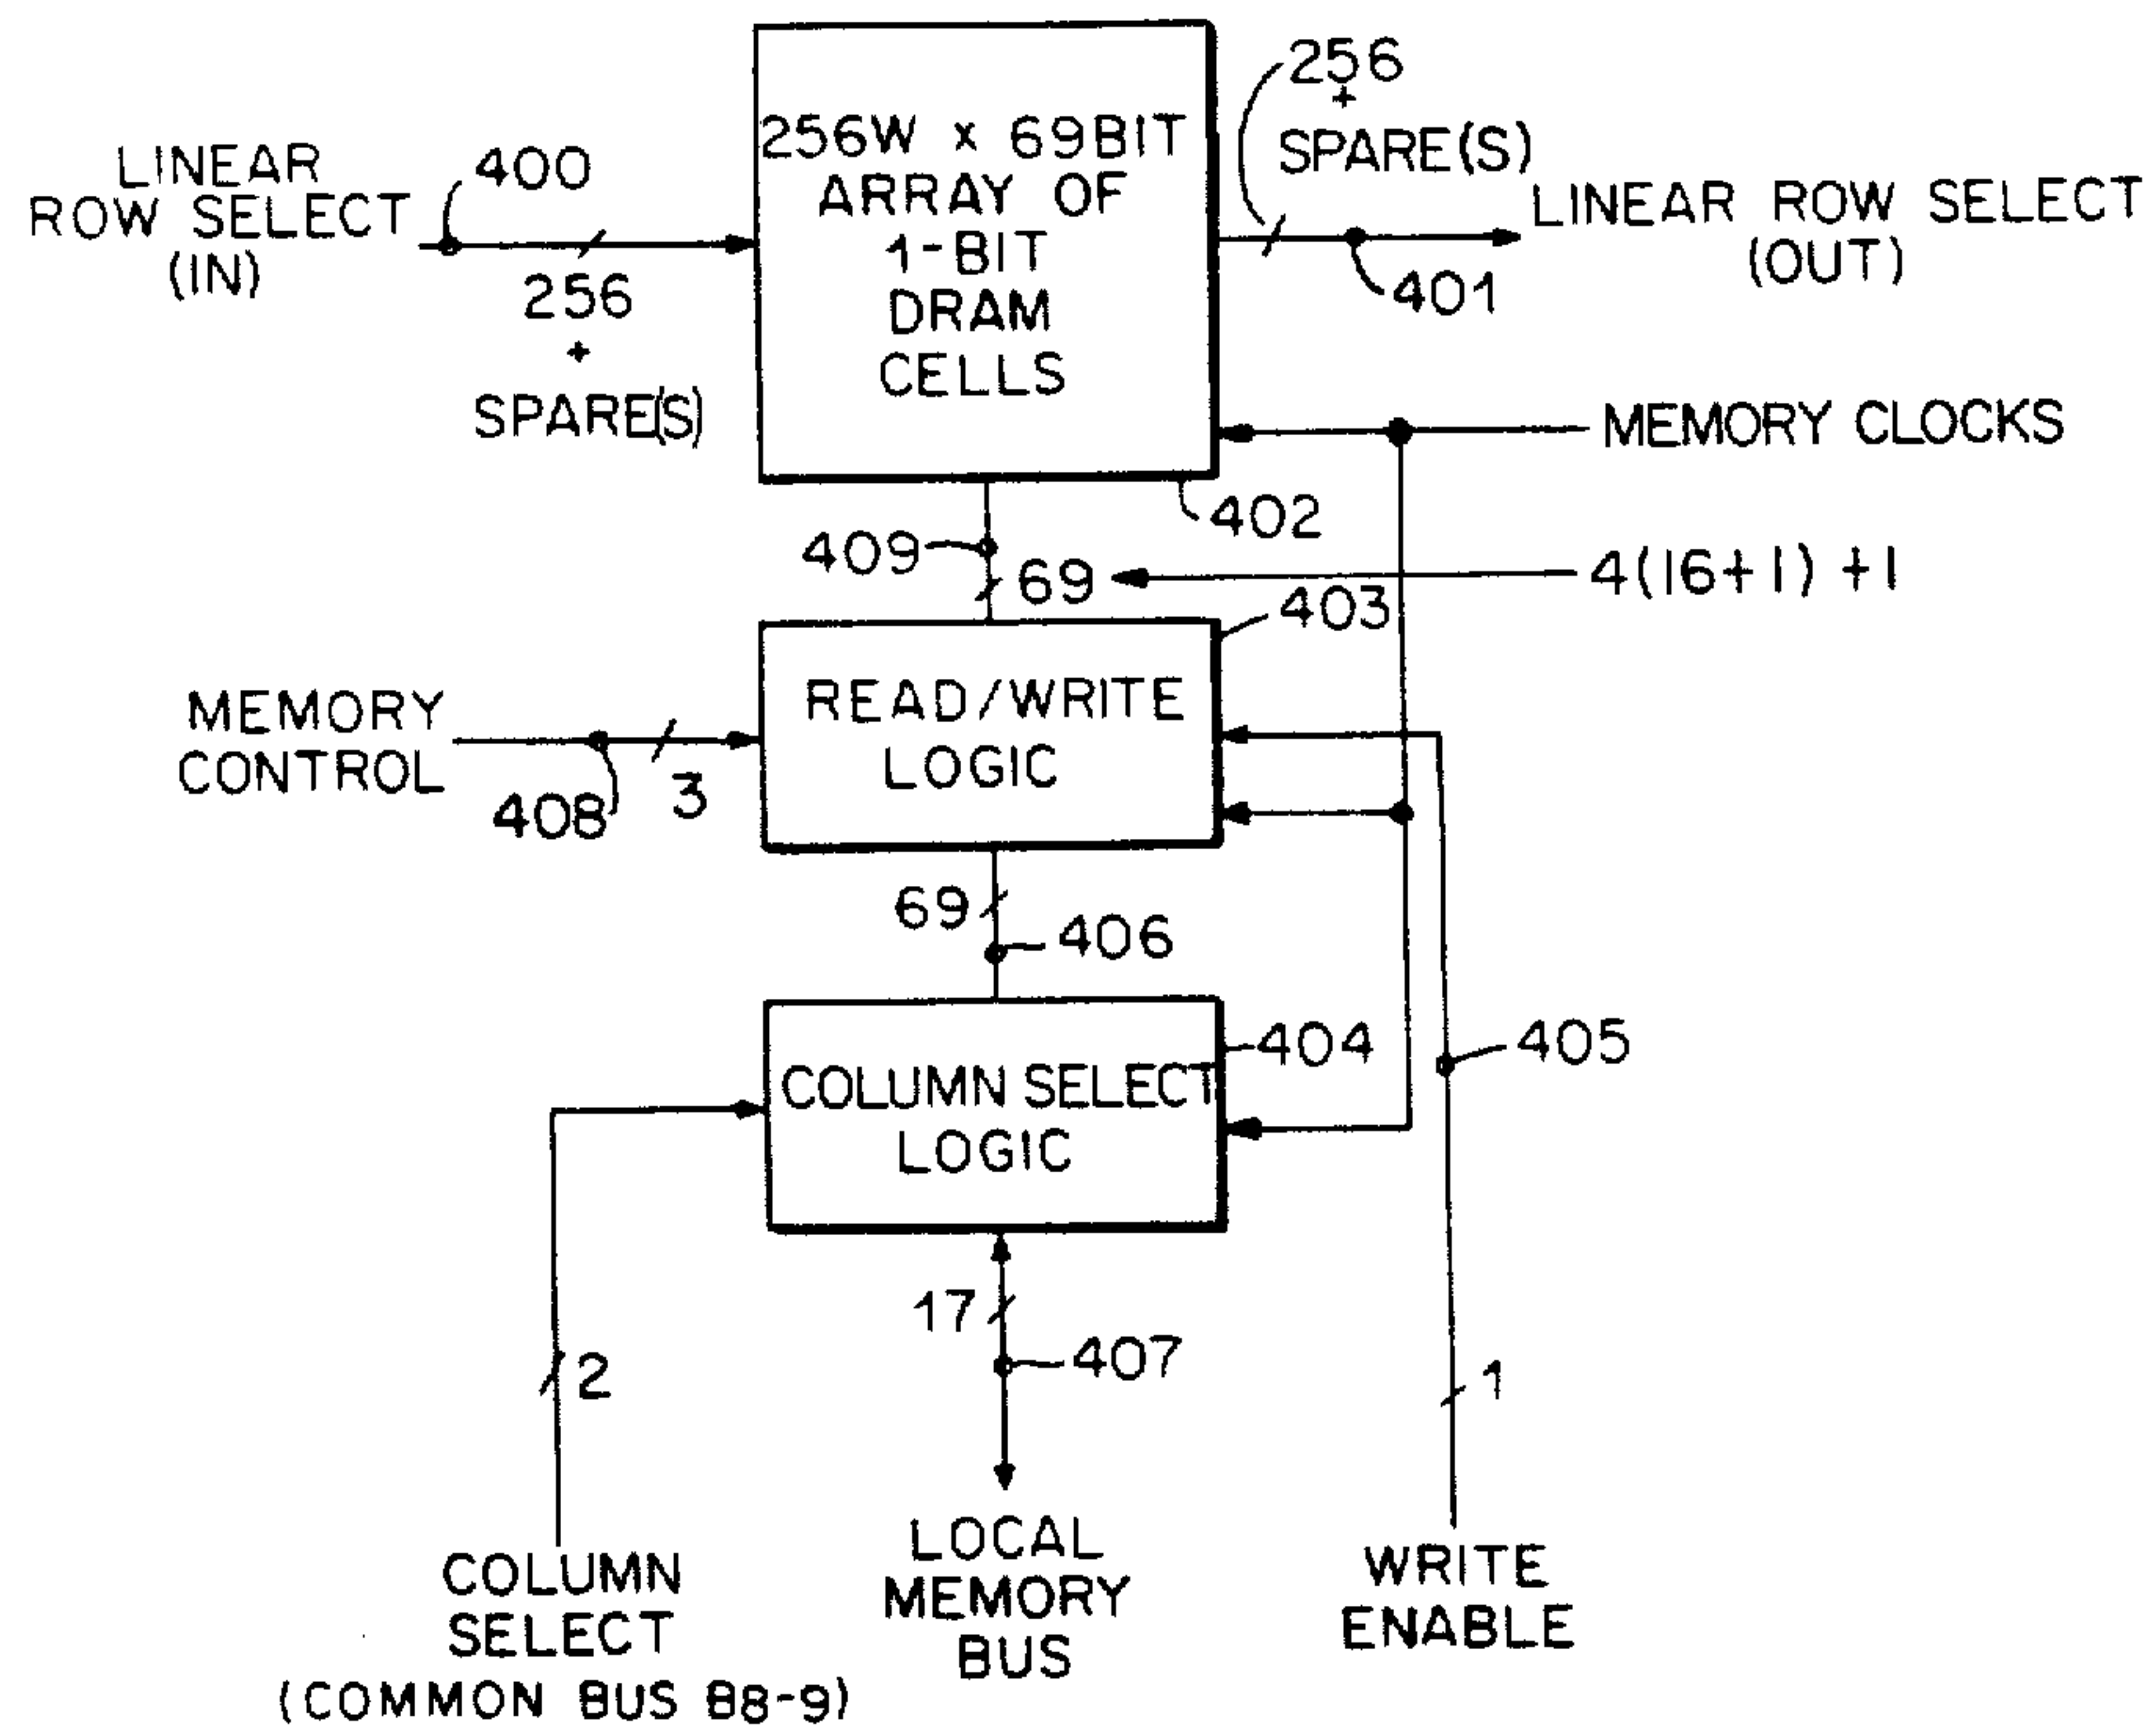 256
+
SPARE(S)
256W x 69BIT
ARRAY OF
1-BIT
DRAM
CELLS
LINEAR
ROW SELECT
(IN)
400
256
+
SPARE(S)
LINEAR ROW SELECT
(OUT)
401
MEMORY CLOCKS
402
409
69
4(16+1)+1
403
READ/WRITE
LOGIC
MEMORY
CONTROL
408
3
69
406
404
405
COLUMN SELECT
LOGIC
17
407
2
1
COLUMN
SELECT
(COMMON BUS B8-9)
LOCAL
MEMORY
BUS
WRITE
ENABLE